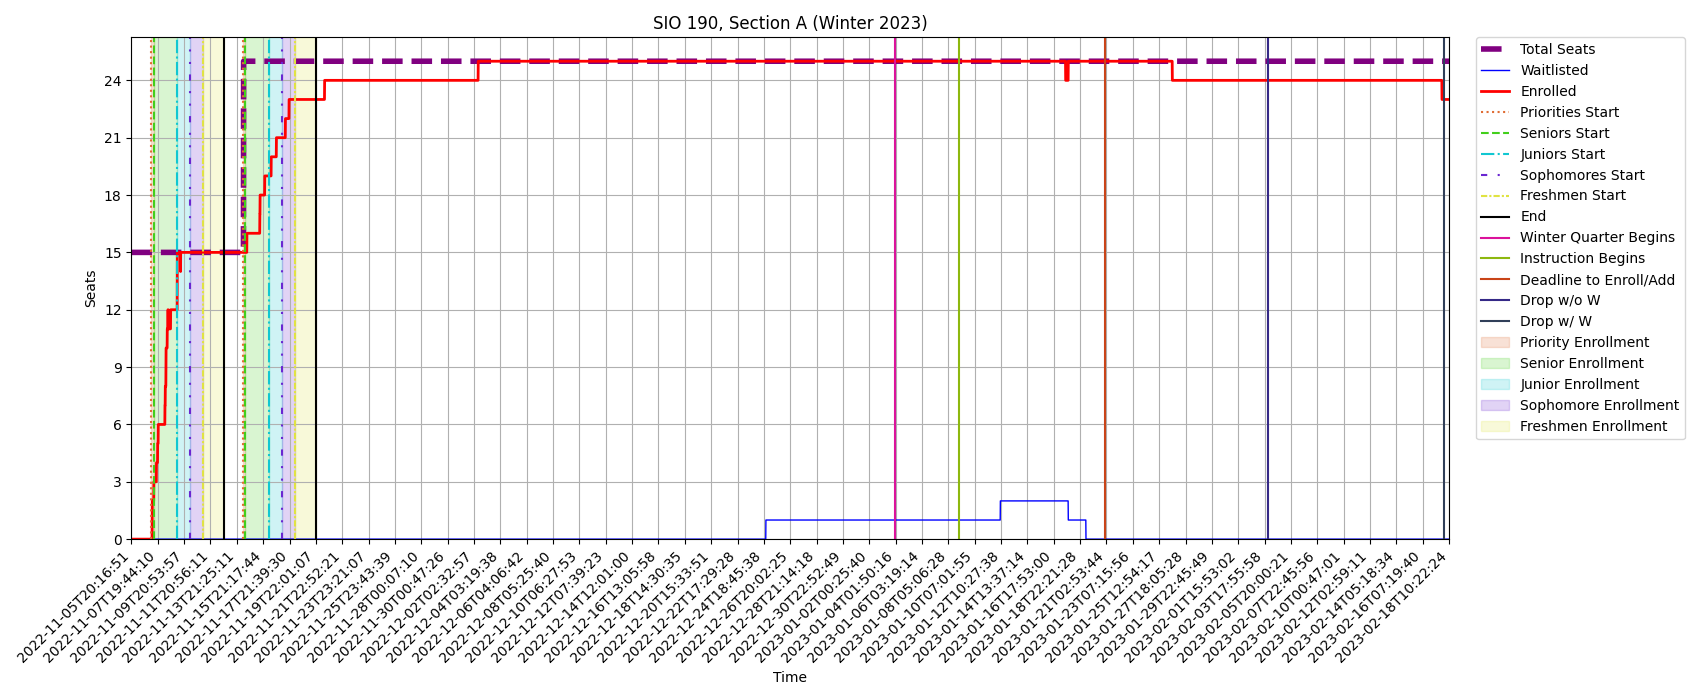 SIO 190, Section A (Winter 2023)
Seats
24
21
18
15
12
9
6
3
0
2022-11-05T20:16:51
2022-11-07T19:44:10
2022-11-09T20:53:57
2022-11-11T20:56:11
2022-11-13T21:25:11
2022-11-15T21:17:44
2022-11-17T21:39:30
2022-11-19T22:01:07
2022-11-21T22:52:21
2022-11-23T23:21:07
2022-11-25T23:43:39
2022-11-28T00:07:10
2022-11-30T00:47:26
2022-12-02T02:32:57
2022-12-04T03:19:38
2022-12-06T04:06:42
2022-12-08T05:25:40
2022-12-10T06:27:53
2022-12-12T07:39:23
2022-12-14T12:01:00
2022-12-16T13:05:58
2022-12-18T14:30:35
2022-12-20T15:33:51
2022-12-22T17:29:28
2022-12-24T18:45:38
2022-12-26T20:02:25
2022-12-28T21:14:18
2022-12-30T22:52:49
2023-01-02T00:25:40
2023-01-04T01:50:16
2023-01-06T03:19:14
2023-01-08T05:06:28
2023-01-10T07:01:55
2023-01-12T10:27:38
2023-01-14T14:37:14
2023-01-16T17:53:00
2023-01-18T22:21:28
2023-01-21T02:53:44
2023-01-23T07:15:56
2023-01-25T12:54:17
2023-01-27T18:05:28
2023-01-29T22:45:49
2023-02-01T15:53:02
2023-02-03T17:55:58
2023-02-05T20:00:21
2023-02-07T22:45:56
2023-02-10T00:47:01
2023-02-12T02:59:11
2023-02-14T05:18:34
2023-02-16T07:19:40
2023-02-18T10:22:24
Time
Total Seats
Waitlisted
Enrolled
Priorities Start
Seniors Start
Juniors Start
Sophomores Start
Freshmen Start
End
Winter Quarter Begins
Instruction Begins
Deadline to Enroll/Add
Drop w/o W
Drop w/ W
Priority Enrollment
Senior Enrollment
Junior Enrollment
Sophomore Enrollment
Freshmen Enrollment